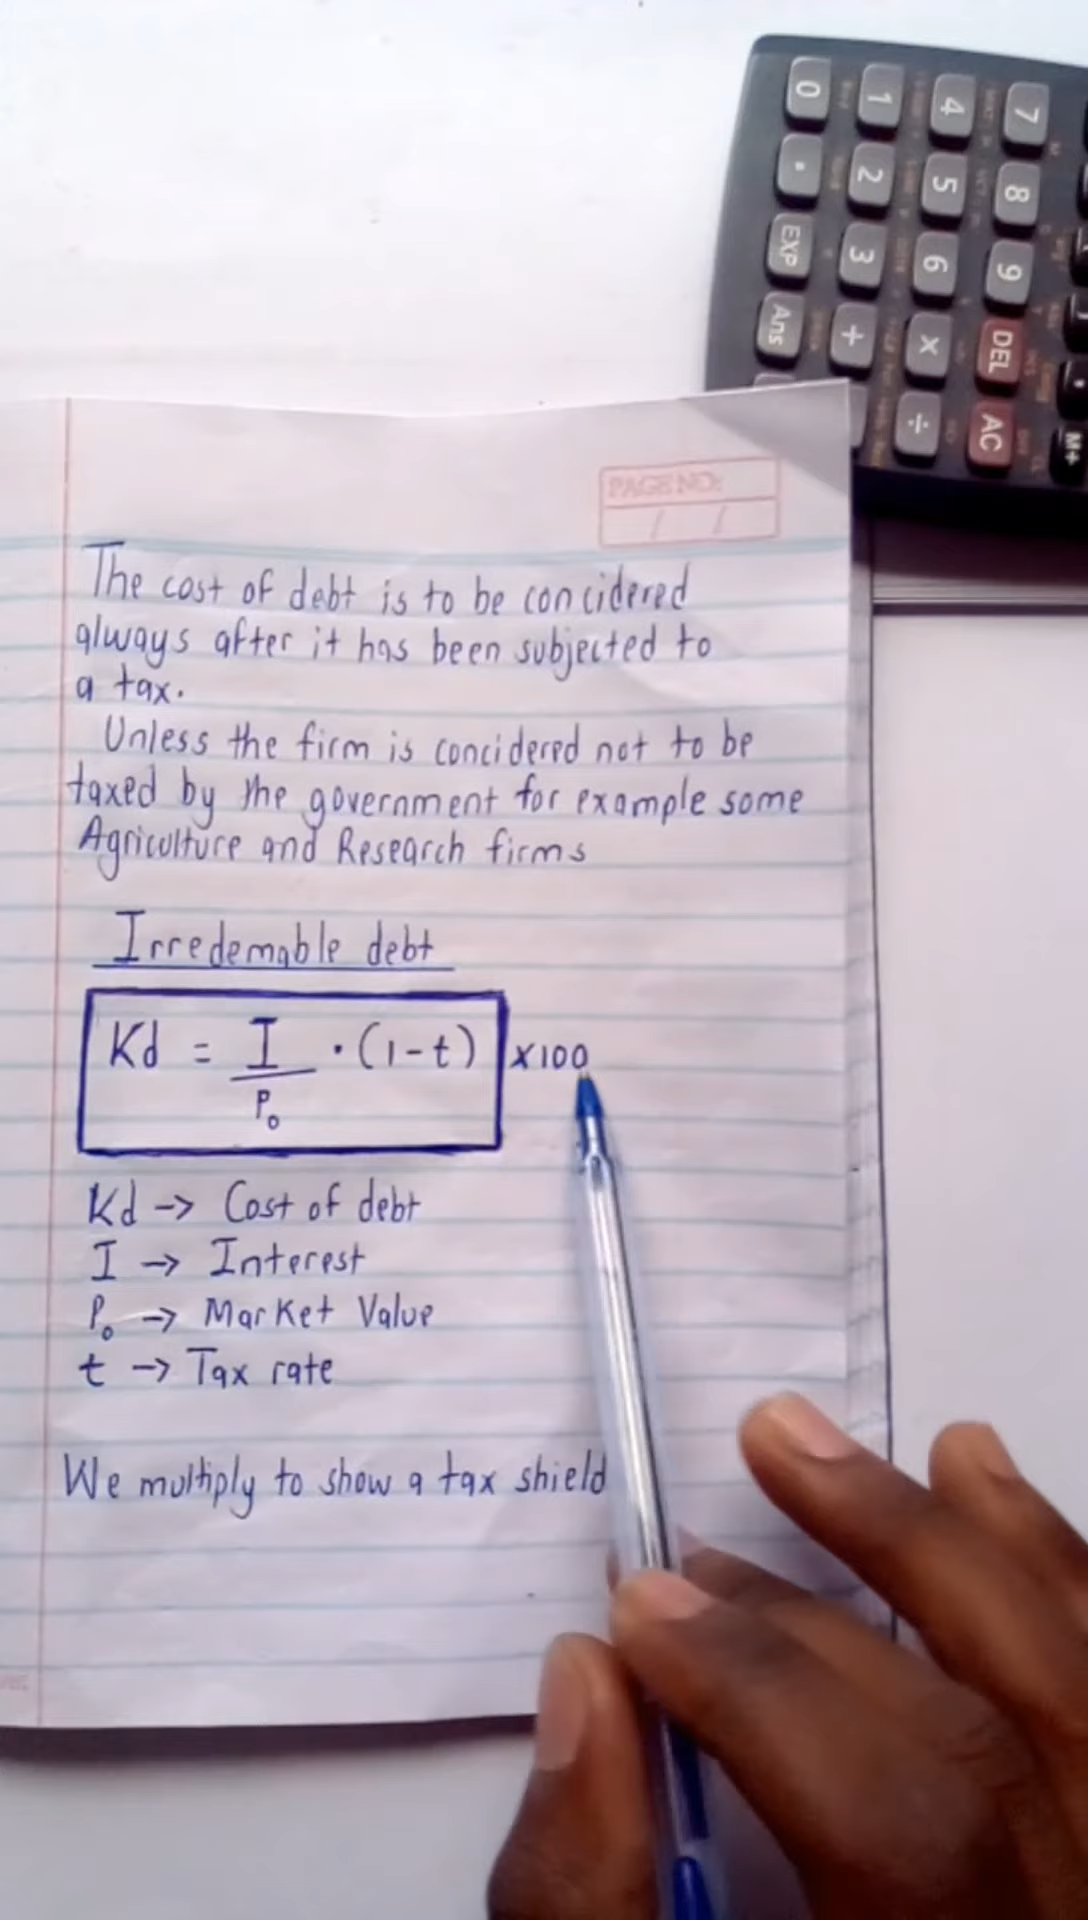 0 1 4 7
. 2 5 8
EXP 3 6 9
Ans + × DEL
÷ AC M+
PAGE NO:
/ /
The cost of debt is to be concidered
always after it has been subjected to
a tax.
Unless the firm is concidered not to be
taxed by the government for example some
Agriculture and Research firms
Irredemable debt
Kd = I/P₀ · (1-t) ×100
Kd -> Cost of debt
I -> Interest
P₀ -> Market Value
t -> Tax rate
We multiply to show a tax shield